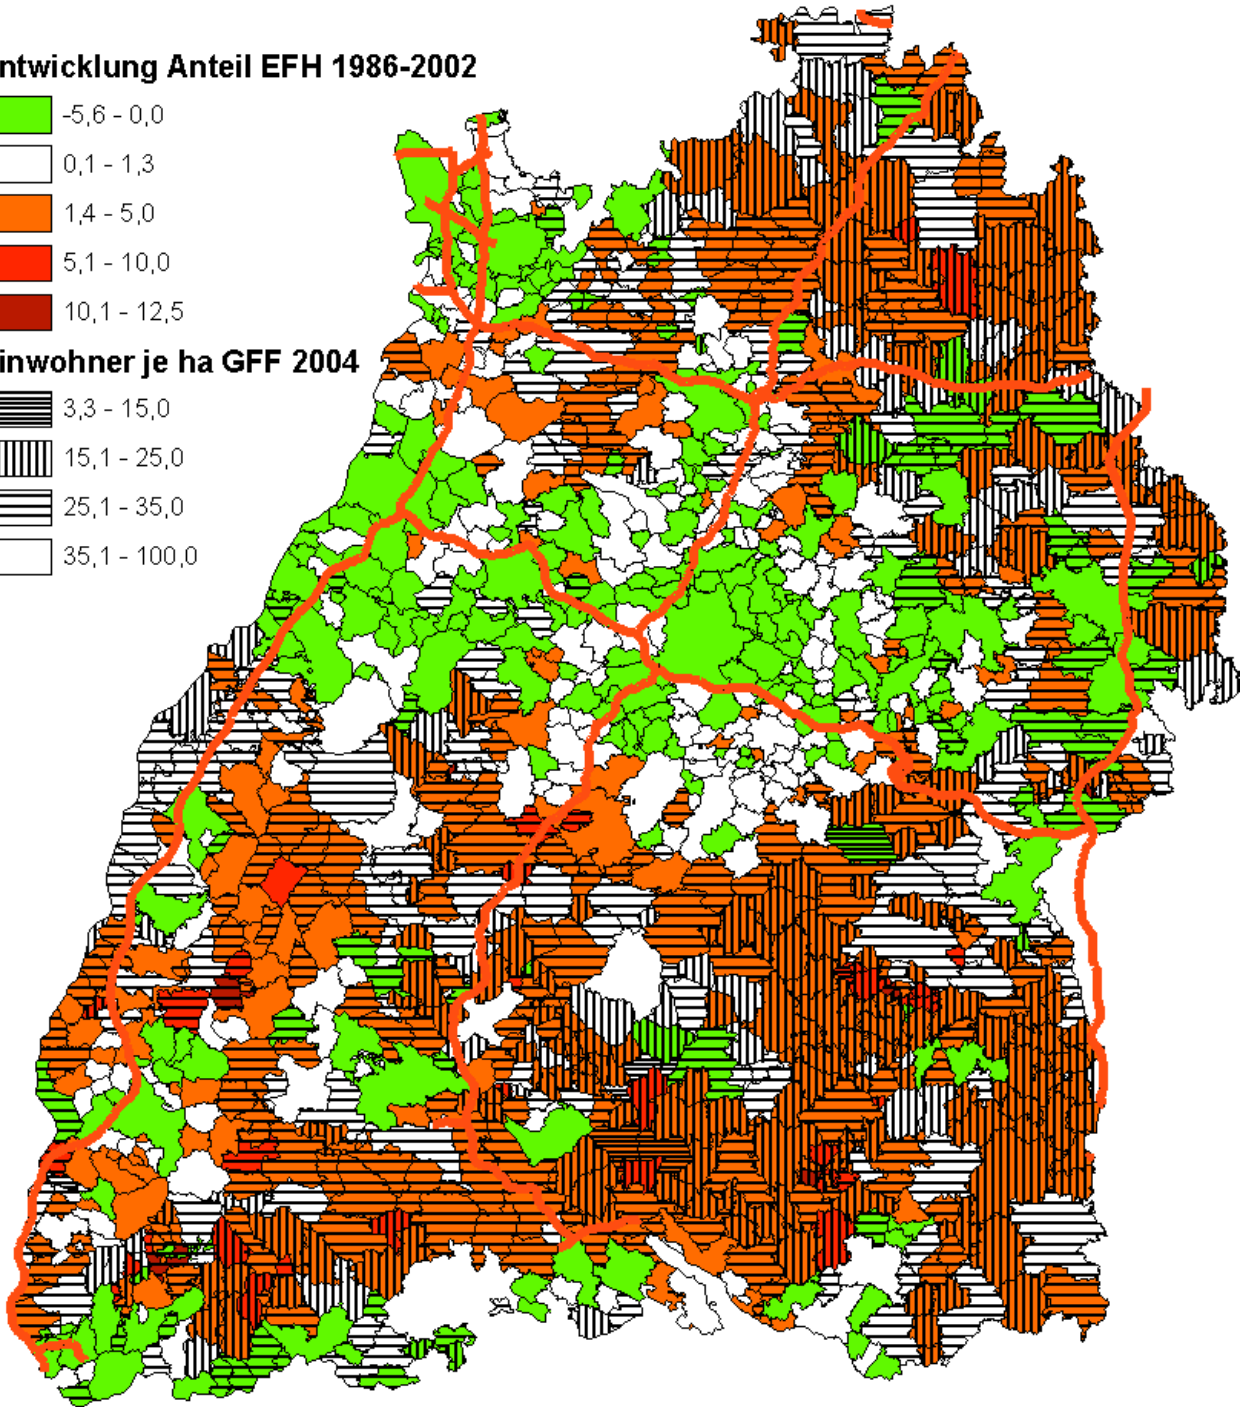 ntwicklung Anteil EFH 1986-2002
-5,6 - 0,0
0,1 - 1,3
1,4 - 5,0
5,1 - 10,0
10,1 - 12,5
inwohner je ha GFF 2004
3,3 - 15,0
15,1 - 25,0
25,1 - 35,0
35,1 - 100,0